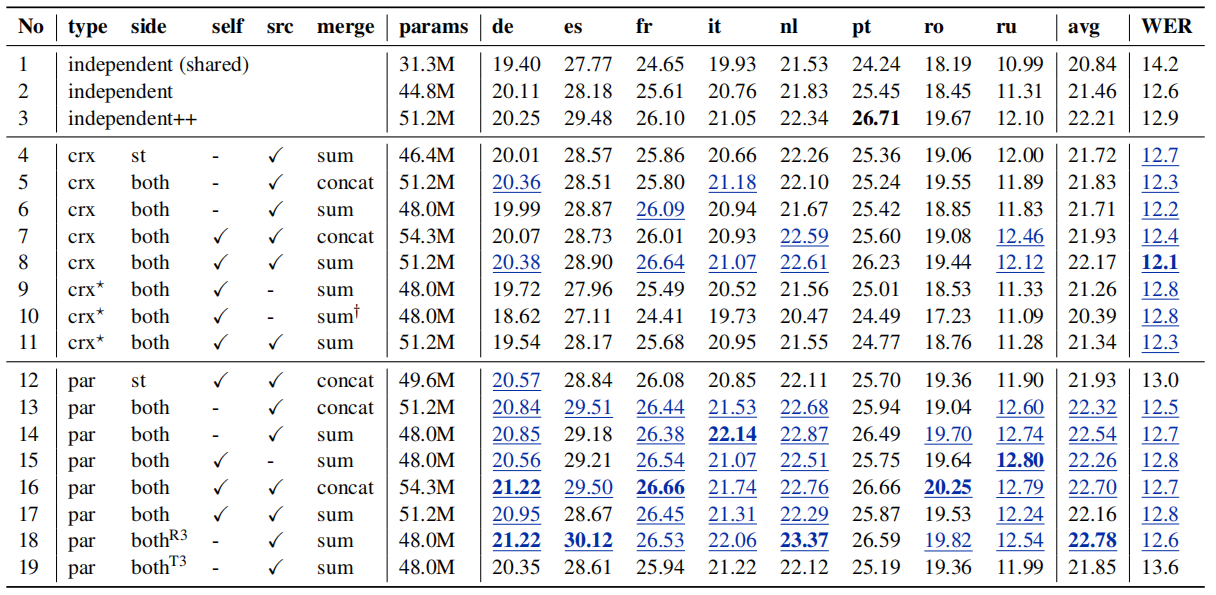 No type side self src merge params de es fr it nl pt ro ru avg WER
1 independent (shared) 31.3M 19.40 27.77 24.65 19.93 21.53 24.24 18.19 10.99 20.84 14.2
2 independent 44.8M 20.11 28.18 25.61 20.76 21.83 25.45 18.45 11.31 21.46 12.6
3 independent++ 51.2M 20.25 29.48 26.10 21.05 22.34 26.71 19.67 12.10 22.21 12.9
4 crx st - ✓ sum 46.4M 20.01 28.57 25.86 20.66 22.26 25.36 19.06 12.00 21.72 12.7
5 crx both - ✓ concat 51.2M 20.36 28.51 25.80 21.18 22.10 25.24 19.55 11.89 21.83 12.3
6 crx both - ✓ sum 48.0M 19.99 28.87 26.09 20.94 21.67 25.42 18.85 11.83 21.71 12.2
7 crx both ✓ ✓ concat 54.3M 20.07 28.73 26.01 20.93 22.59 25.60 19.08 12.46 21.93 12.4
8 crx both ✓ ✓ sum 51.2M 20.38 28.90 26.64 21.07 22.61 26.23 19.44 12.12 22.17 12.1
9 crx⋆ both ✓ - sum 48.0M 19.72 27.96 25.49 20.52 21.56 25.01 18.53 11.33 21.26 12.8
10 crx⋆ both ✓ - sum† 48.0M 18.62 27.11 24.41 19.73 20.47 24.49 17.23 11.09 20.39 12.8
11 crx⋆ both ✓ ✓ sum 51.2M 19.54 28.17 25.68 20.95 21.55 24.77 18.76 11.28 21.34 12.3
12 par st ✓ ✓ concat 49.6M 20.57 28.84 26.08 20.85 22.11 25.70 19.36 11.90 21.93 13.0
13 par both - ✓ concat 51.2M 20.84 29.51 26.44 21.53 22.68 25.94 19.04 12.60 22.32 12.5
14 par both - ✓ sum 48.0M 20.85 29.18 26.38 22.14 22.87 26.49 19.70 12.74 22.54 12.7
15 par both ✓ - sum 48.0M 20.56 29.21 26.54 21.07 22.51 25.75 19.64 12.80 22.26 12.8
16 par both ✓ ✓ concat 54.3M 21.22 29.50 26.66 21.74 22.76 26.66 20.25 12.79 22.70 12.7
17 par both ✓ ✓ sum 51.2M 20.95 28.67 26.45 21.31 22.29 25.87 19.53 12.24 22.16 12.8
18 par both^R3 - ✓ sum 48.0M 21.22 30.12 26.53 22.06 23.37 26.59 19.82 12.54 22.78 12.6
19 par both^T3 - ✓ sum 48.0M 20.35 28.61 25.94 21.22 22.12 25.19 19.36 11.99 21.85 13.6